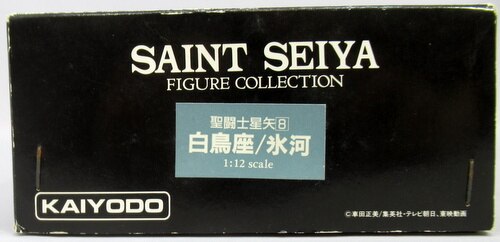 SAINT SEIYA
FIGURE COLLECTION
聖闘士星矢8
白鳥座/氷河
1:12 scale
KAIYODO
©車田正美/集英社・テレビ朝日、東映動画